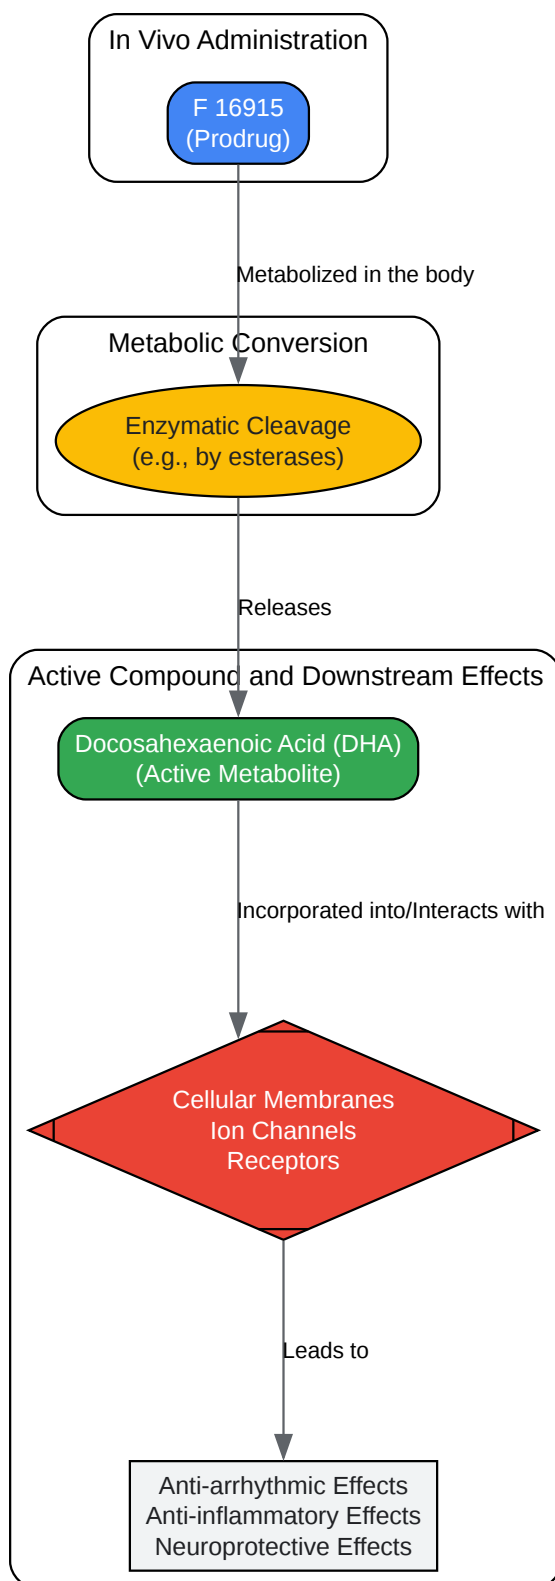 In Vivo Administration
F 16915
(Prodrug)
Metabolized in the body
Metabolic Conversion
Enzymatic Cleavage
(e.g., by esterases)
Releases
Active Compound and Downstream Effects
Docosahexaenoic Acid (DHA)
(Active Metabolite)
Incorporated into/Interacts with
Cellular Membranes
Ion Channels
Receptors
Leads to
Anti-arrhythmic Effects
Anti-inflammatory Effects
Neuroprotective Effects